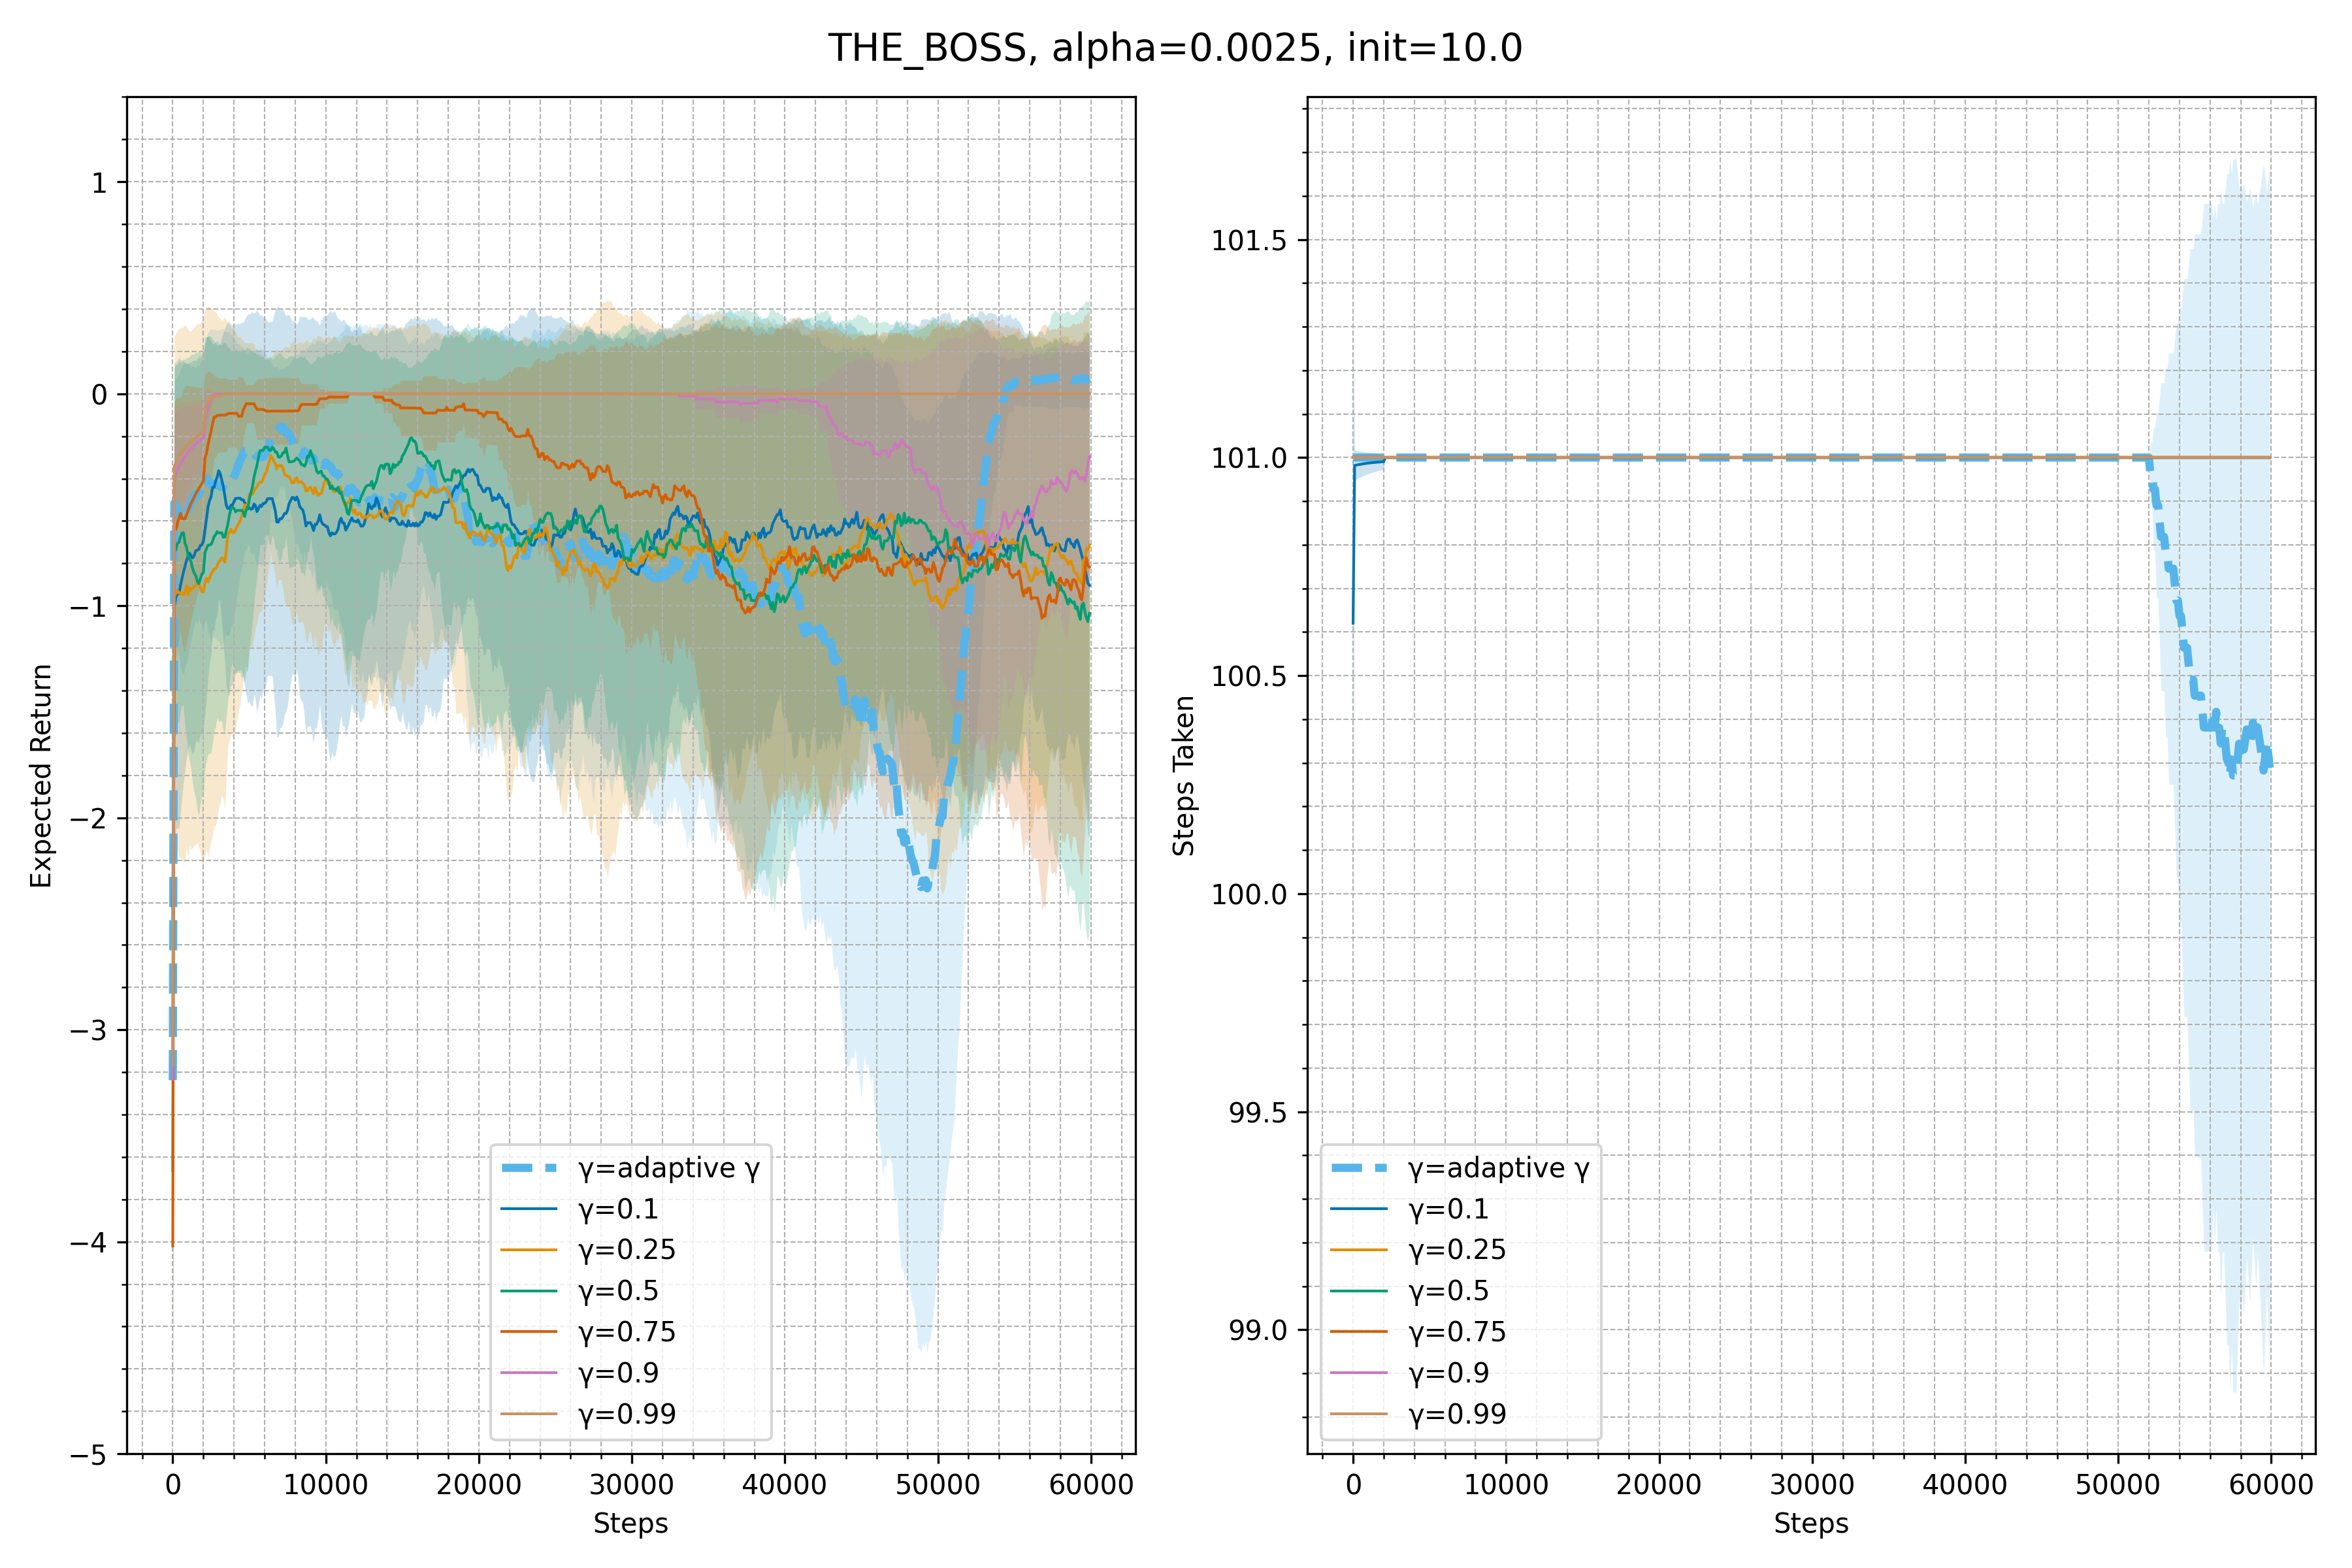 THE_BOSS, alpha=0.0025, init=10.0
Expected Return
1
0
−1
−2
−3
−4
−5
0
10000
20000
30000
40000
50000
60000
Steps
γ=adaptive γ
γ=0.1
γ=0.25
γ=0.5
γ=0.75
γ=0.9
γ=0.99
Steps Taken
101.5
101.0
100.5
100.0
99.5
99.0
0
10000
20000
30000
40000
50000
60000
Steps
γ=adaptive γ
γ=0.1
γ=0.25
γ=0.5
γ=0.75
γ=0.9
γ=0.99